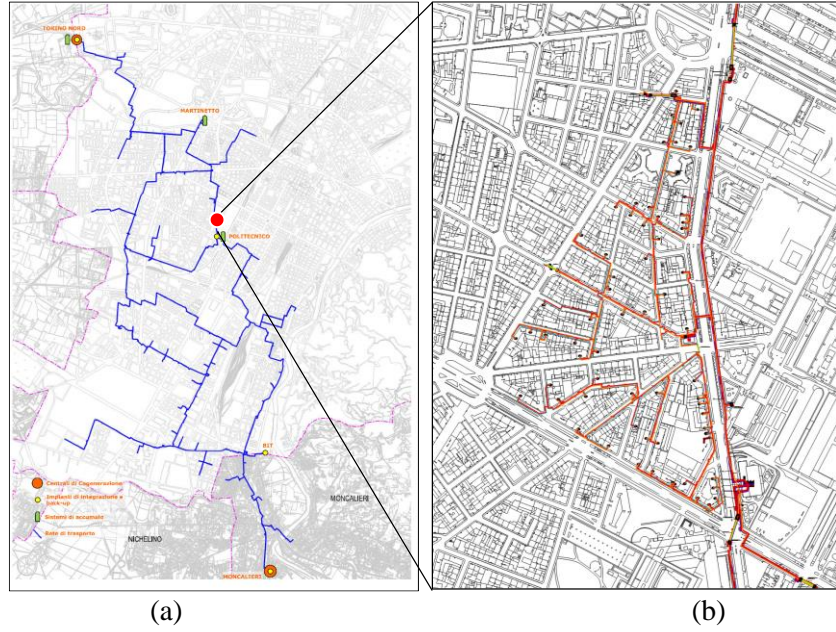 TORINO NORD
MARTINETTO
POLITECNICO
BIT
Centrali di Cogenerazione
Impianti di integrazione e
back-up
Sistemi di accumulo
Rete di trasporto
MONCALIERI
NICHELINO
MONCALIERI
(a)
(b)